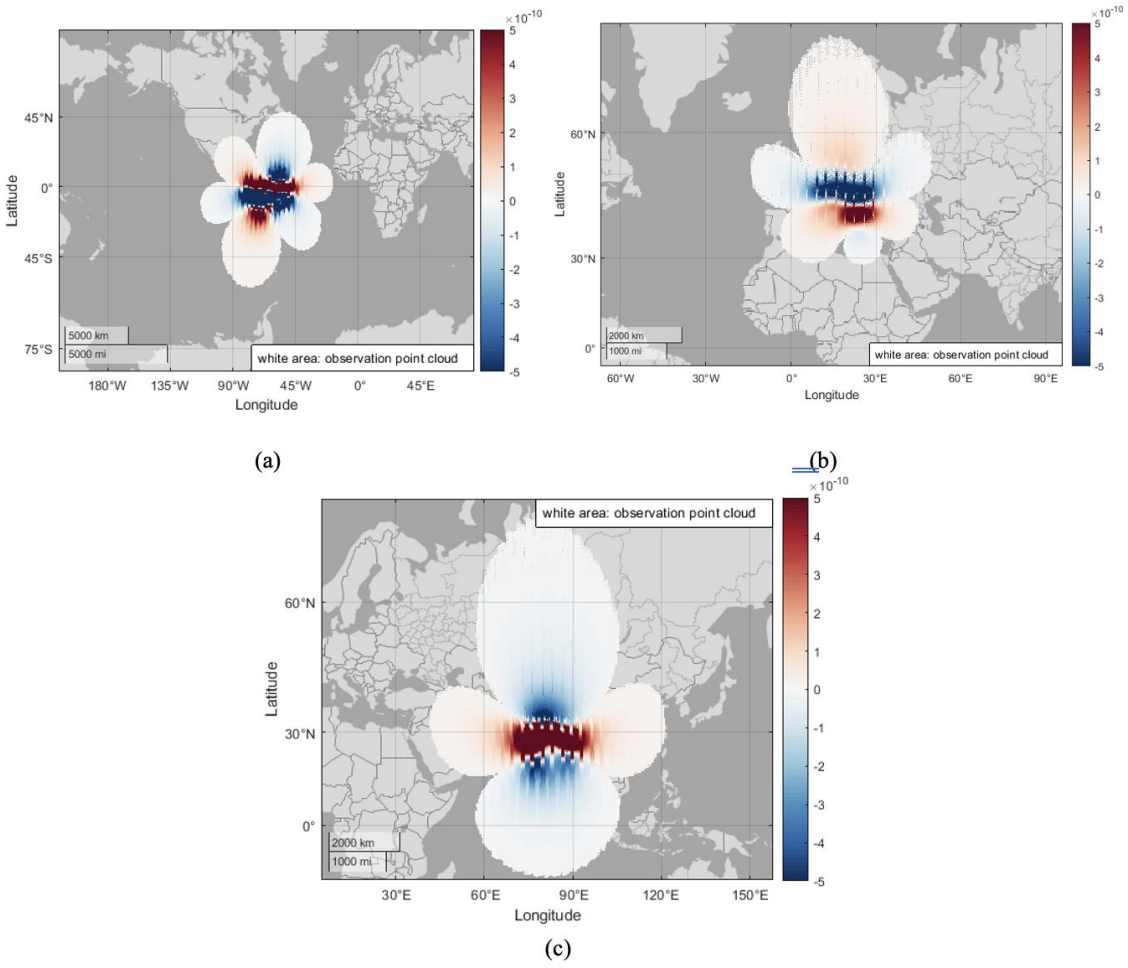 ×10-10
5
4
3
2
1
0
-1
-2
-3
-4
-5
45°N
0°
45°S
75°S
Latitude
5000 km
5000 mi
white area: observation point cloud
180°W 135°W 90°W 45°W 0° 45°E
Longitude
(a)
×10-10
5
4
3
2
1
0
-1
-2
-3
-4
-5
60°N
30°N
0°
Latitude
2000 km
1000 mi
white area: observation point cloud
60°W 30°W 0° 30°E 60°E 90°E
Longitude
(b)
×10-10
white area: observation point cloud
5
4
3
2
1
0
-1
-2
-3
-4
-5
60°N
30°N
0°
Latitude
2000 km
1000 mi
30°E 60°E 90°E 120°E 150°E
Longitude
(c)